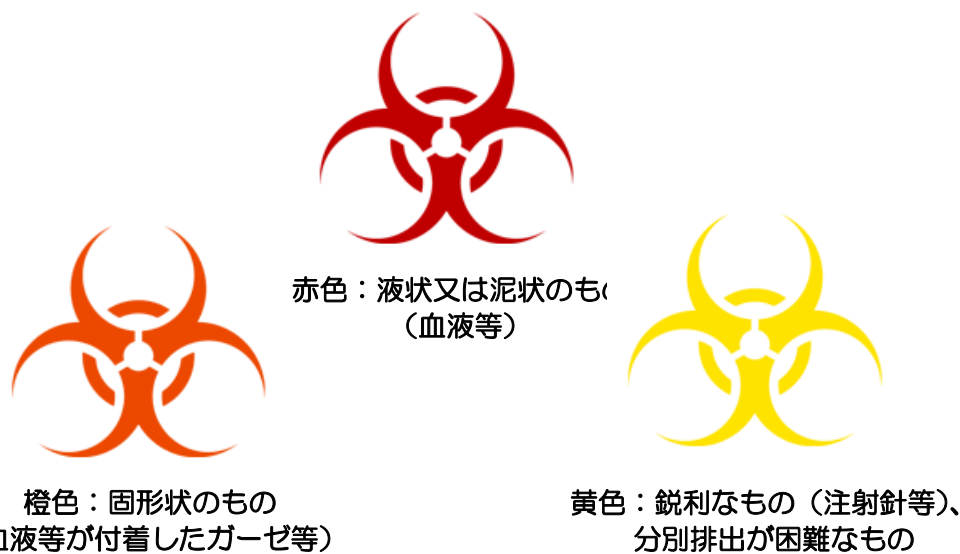 赤色：液状又は泥状のもの
（血液等）
橙色：固形状のもの
血液等が付着したガーゼ等）
黄色：鋭利なもの（注射針等）、
分別排出が困難なもの